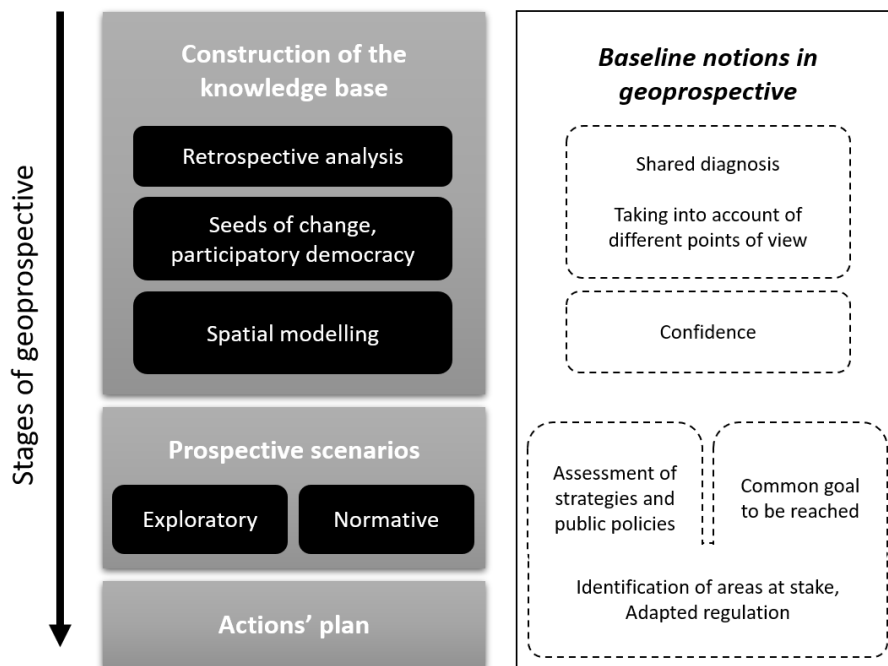 Stages of geoprospective
Construction of the
knowledge base
Retrospective analysis
Seeds of change,
participatory democracy
Spatial modelling
Prospective scenarios
Exploratory
Normative
Actions’ plan
Baseline notions in
geoprospective
Shared diagnosis
Taking into account of
different points of view
Confidence
Assessment of
strategies and
public policies
Common goal
to be reached
Identification of areas at stake,
Adapted regulation